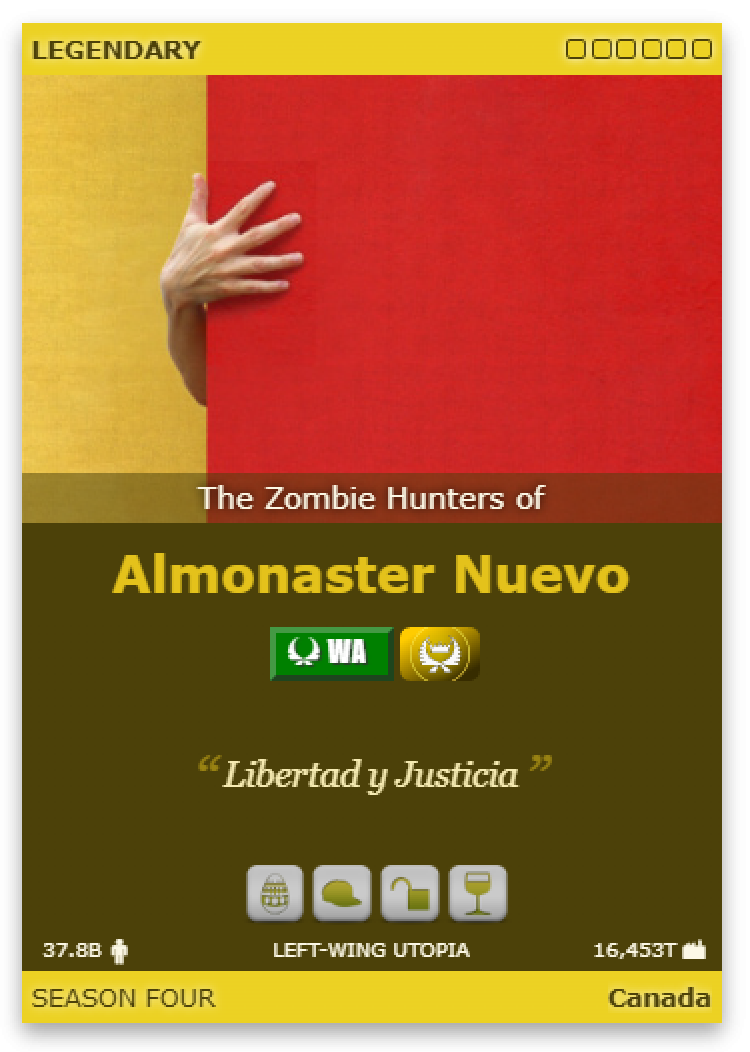 LEGENDARY
The Zombie Hunters of
Almonaster Nuevo
WA
“Libertad y Justicia”
37.8B LEFT-WING UTOPIA 16,453T
SEASON FOUR Canada